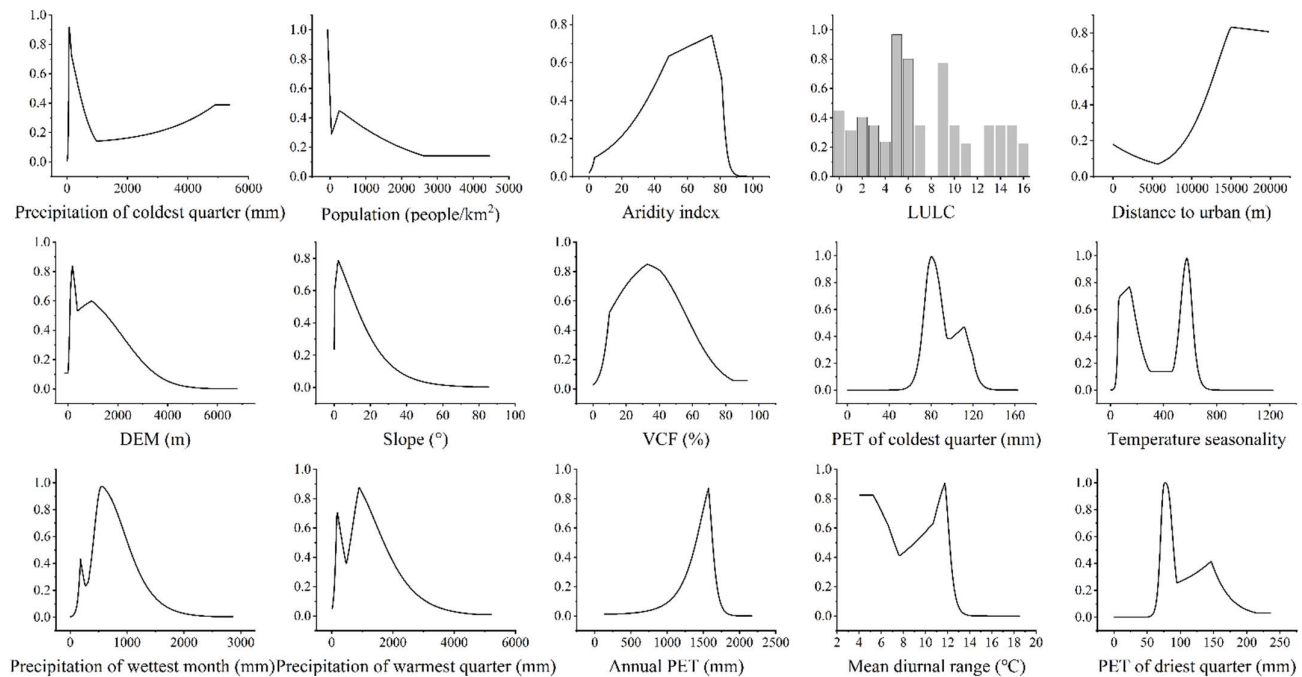 1.0 1.0 0.8 1.0 1.0
0.8 0.8 0.6 0.8 0.8
0.6 0.6 0.4 0.6 0.6
0.4 0.4 0.2 0.4 0.4
0.2 0.2 0.0 0.2 0.2
0.0 0.0 0.0 0.0
0 2000 4000 6000 0 1000 2000 3000 4000 5000 0 20 40 60 80 100 0 2 4 6 8 10 12 14 16 0 5000 10000 15000 20000
Precipitation of coldest quarter (mm) Population (people/km²) Aridity index LULC Distance to urban (m)
1.0 1.0 1.0 1.0
0.8 0.8 0.8 0.8 0.8
0.6 0.6 0.6 0.6 0.6
0.4 0.4 0.4 0.4 0.4
0.2 0.2 0.2 0.2 0.2
0.0 0.0 0.0 0.0 0.0
0 2000 4000 6000 0 20 40 60 80 100 0 20 40 60 80 100 0 40 80 120 160 0 400 800 1200
DEM (m) Slope (°) VCF (%) PET of coldest quarter (mm) Temperature seasonality
1.0 1.0 1.0 1.0 1.0
0.8 0.8 0.8 0.8 0.8
0.6 0.6 0.6 0.6 0.6
0.4 0.4 0.4 0.4 0.4
0.2 0.2 0.2 0.2 0.2
0.0 0.0 0.0 0.0 0.0
0 1000 2000 3000 0 2000 4000 6000 0 500 1000 1500 2000 2500 2 4 6 8 10 12 14 16 18 20 0 50 100 150 200 250
Precipitation of wettest month (mm) Precipitation of warmest quarter (mm) Annual PET (mm) Mean diurnal range (℃) PET of driest quarter (mm)